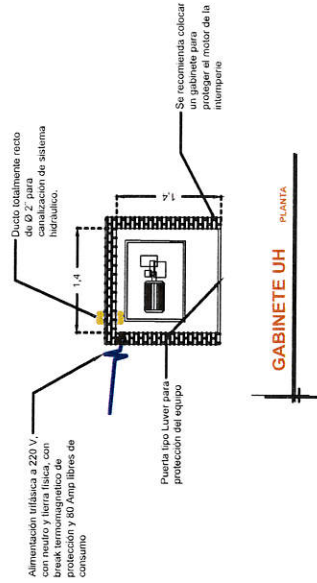 Alimentación trifásica a 220 V,
con neutro y tierra física, con
break termomagnetico de
protección y 80 Amp libres de
consumo
Ducto totalmente recto
de Ø 2" para
canalización de sistema
hidráulico.
1,4
1,4
Puerta tipo Luver para
protección del equipo
Se recomienda colocar
un gabinete para
proteger el motor de la
intemperie
GABINETE UH PLANTA